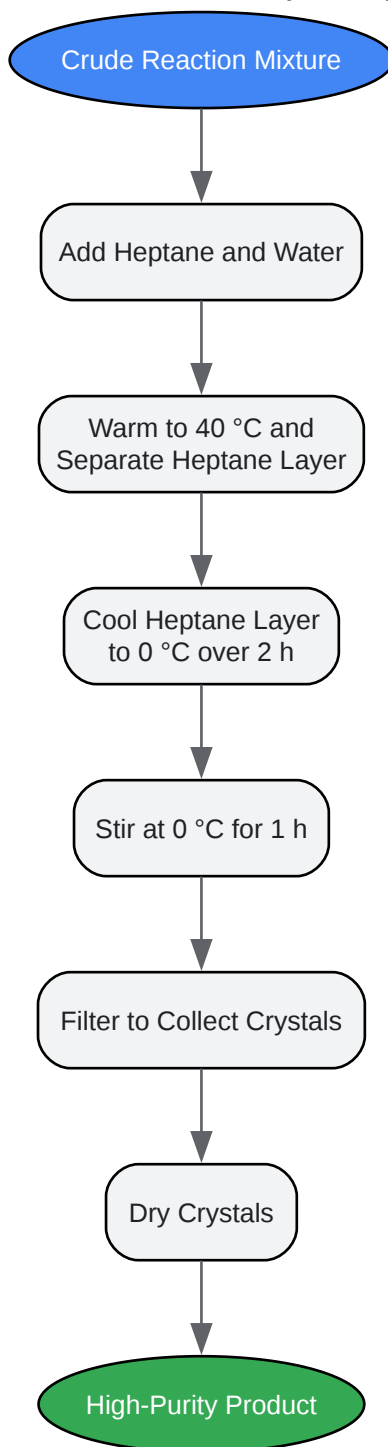 Crude Reaction Mixture
Add Heptane and Water
Warm to 40 °C and
Separate Heptane Layer
Cool Heptane Layer
to 0 °C over 2 h
Stir at 0 °C for 1 h
Filter to Collect Crystals
Dry Crystals
High-Purity Product